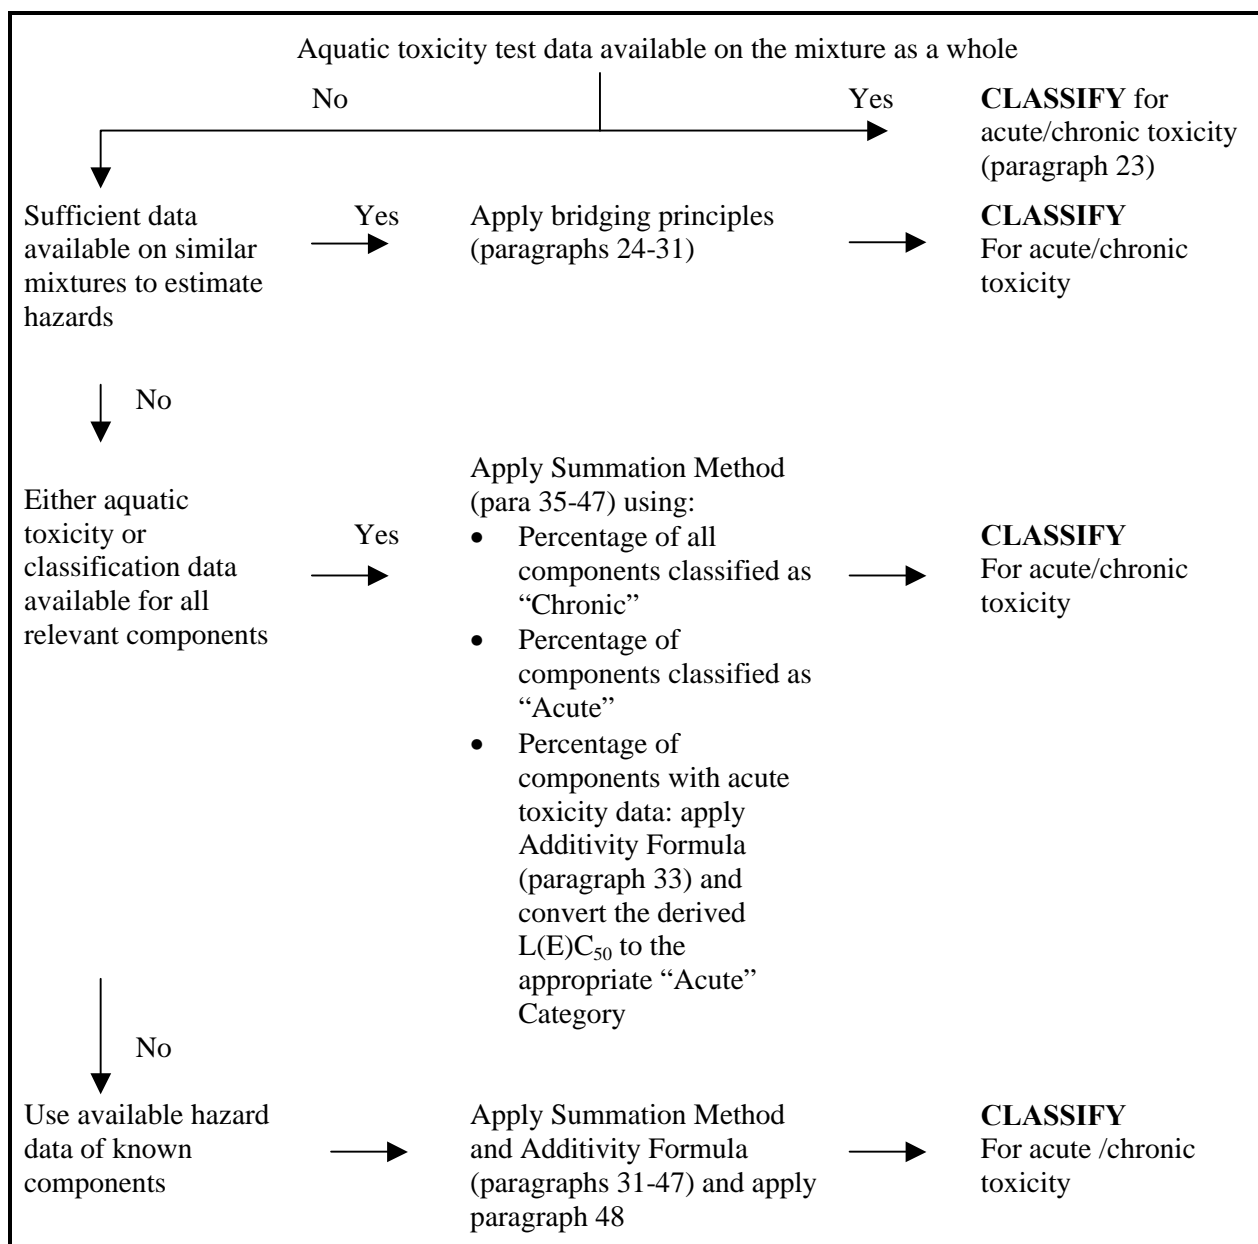 Aquatic toxicity test data available on the mixture as a whole
No
Yes
CLASSIFY for
acute/chronic toxicity
(paragraph 23)
Sufficient data
available on similar
mixtures to estimate
hazards
Yes
Apply bridging principles
(paragraphs 24-31)
CLASSIFY
For acute/chronic
toxicity
No
Either aquatic
toxicity or
classification data
available for all
relevant components
Yes
Apply Summation Method
(para 35-47) using:
• Percentage of all
components classified as
“Chronic”
• Percentage of
components classified as
“Acute”
• Percentage of
components with acute
toxicity data: apply
Additivity Formula
(paragraph 33) and
convert the derived
L(E)C₅₀ to the
appropriate “Acute”
Category
CLASSIFY
For acute/chronic
toxicity
No
Use available hazard
data of known
components
Apply Summation Method
and Additivity Formula
(paragraphs 31-47) and apply
paragraph 48
CLASSIFY
For acute /chronic
toxicity